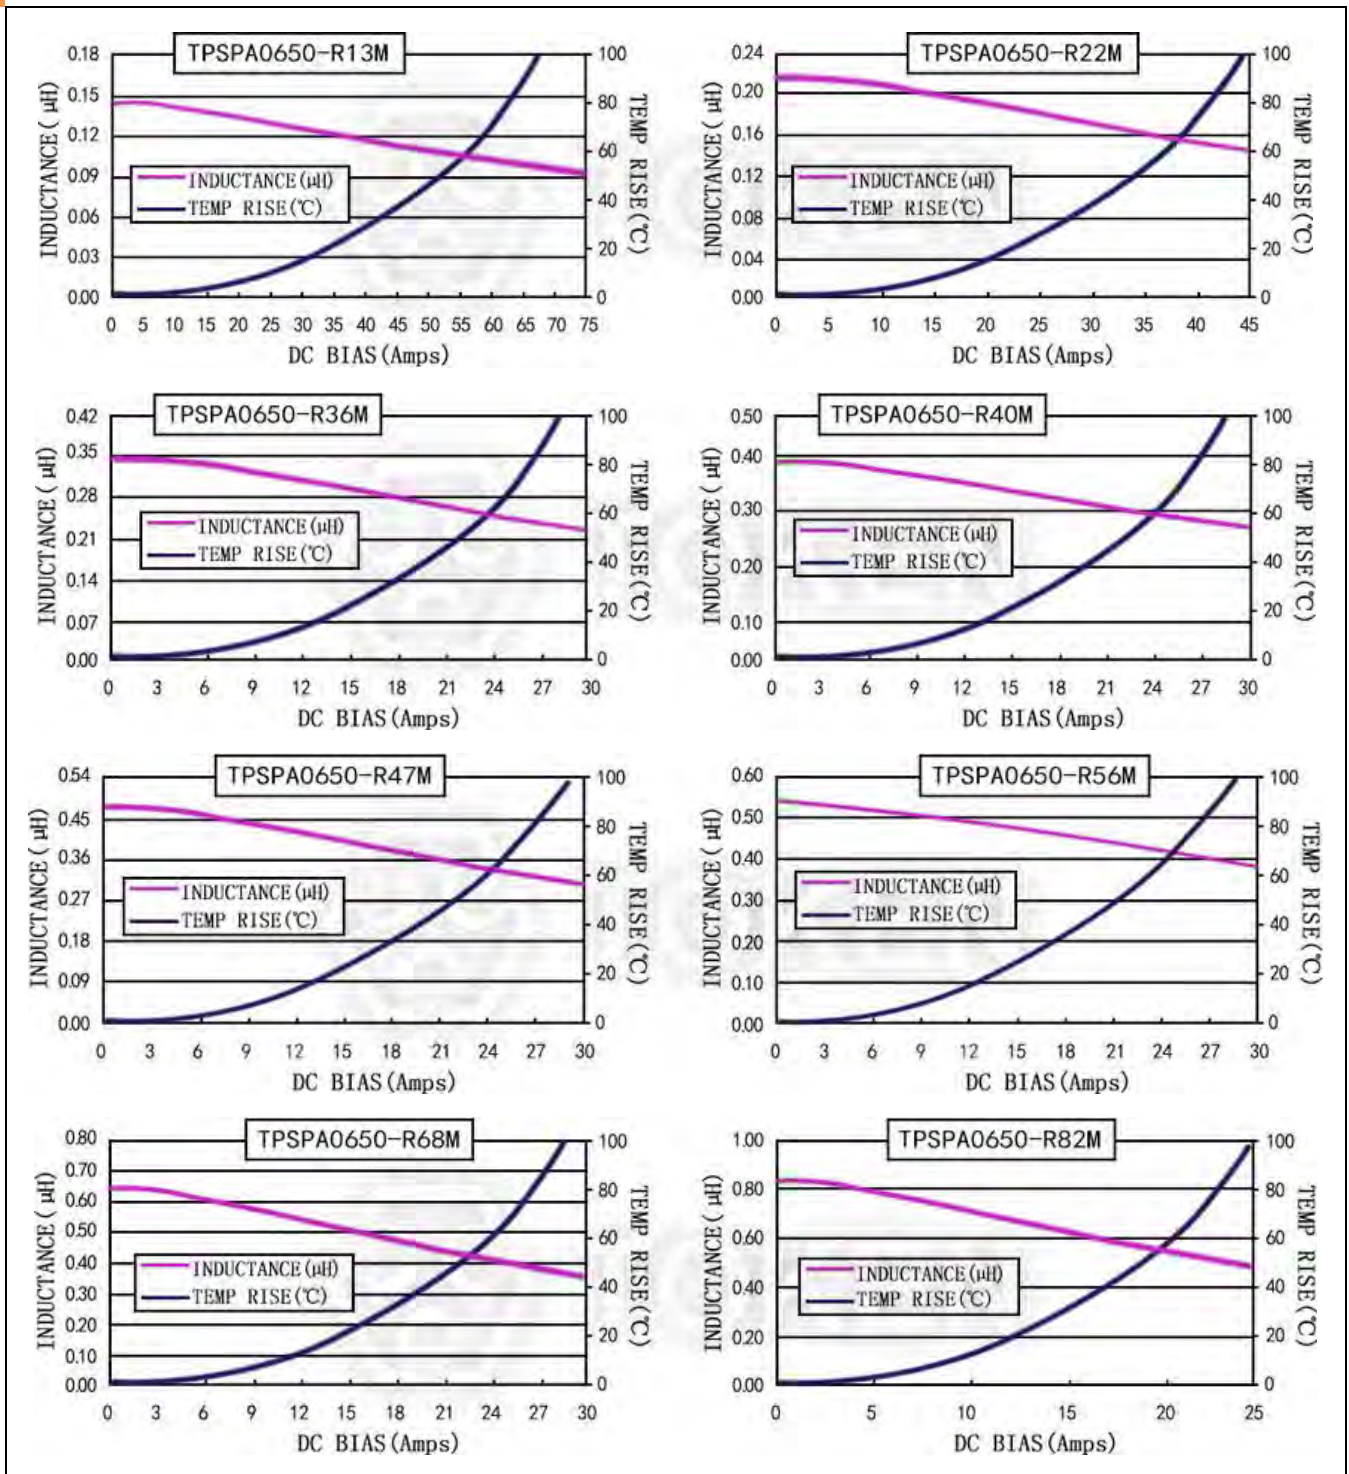 TPSPA0650-R13M
0.18
0.15
0.12
0.09
0.06
0.03
0.00
INDUCTANCE( μH)
INDUCTANCE(μH)
TEMP RISE(℃)
100
80
60
40
20
0
TEMP RISE(℃)
0 5 10 15 20 25 30 35 40 45 50 55 60 65 70 75
DC BIAS(Amps)
TPSPA0650-R22M
0.24
0.20
0.16
0.12
0.08
0.04
0.00
INDUCTANCE( μH)
INDUCTANCE(μH)
TEMP RISE(℃)
100
80
60
40
20
0
TEMP RISE(℃)
0 5 10 15 20 25 30 35 40 45
DC BIAS(Amps)
TPSPA0650-R36M
0.42
0.35
0.28
0.21
0.14
0.07
0.00
INDUCTANCE( μH)
INDUCTANCE(μH)
TEMP RISE(℃)
100
80
60
40
20
0
TEMP RISE(℃)
0 3 6 9 12 15 18 21 24 27 30
DC BIAS(Amps)
TPSPA0650-R40M
0.50
0.40
0.30
0.20
0.10
0.00
INDUCTANCE( μH)
INDUCTANCE(μH)
TEMP RISE(℃)
100
80
60
40
20
0
TEMP RISE(℃)
0 3 6 9 12 15 18 21 24 27 30
DC BIAS(Amps)
TPSPA0650-R47M
0.54
0.45
0.36
0.27
0.18
0.09
0.00
INDUCTANCE( μH)
INDUCTANCE(μH)
TEMP RISE(℃)
100
80
60
40
20
0
TEMP RISE(℃)
0 3 6 9 12 15 18 21 24 27 30
DC BIAS(Amps)
TPSPA0650-R56M
0.60
0.50
0.40
0.30
0.20
0.10
0.00
INDUCTANCE( μH)
INDUCTANCE(μH)
TEMP RISE(℃)
100
80
60
40
20
0
TEMP RISE(℃)
0 3 6 9 12 15 18 21 24 27 30
DC BIAS(Amps)
TPSPA0650-R68M
0.80
0.70
0.60
0.50
0.40
0.30
0.20
0.10
0.00
INDUCTANCE( μH)
INDUCTANCE(μH)
TEMP RISE(℃)
100
80
60
40
20
0
TEMP RISE(℃)
0 3 6 9 12 15 18 21 24 27 30
DC BIAS(Amps)
TPSPA0650-R82M
1.00
0.80
0.60
0.40
0.20
0.00
INDUCTANCE( μH)
INDUCTANCE(μH)
TEMP RISE(℃)
100
80
60
40
20
0
TEMP RISE(℃)
0 5 10 15 20 25
DC BIAS(Amps)